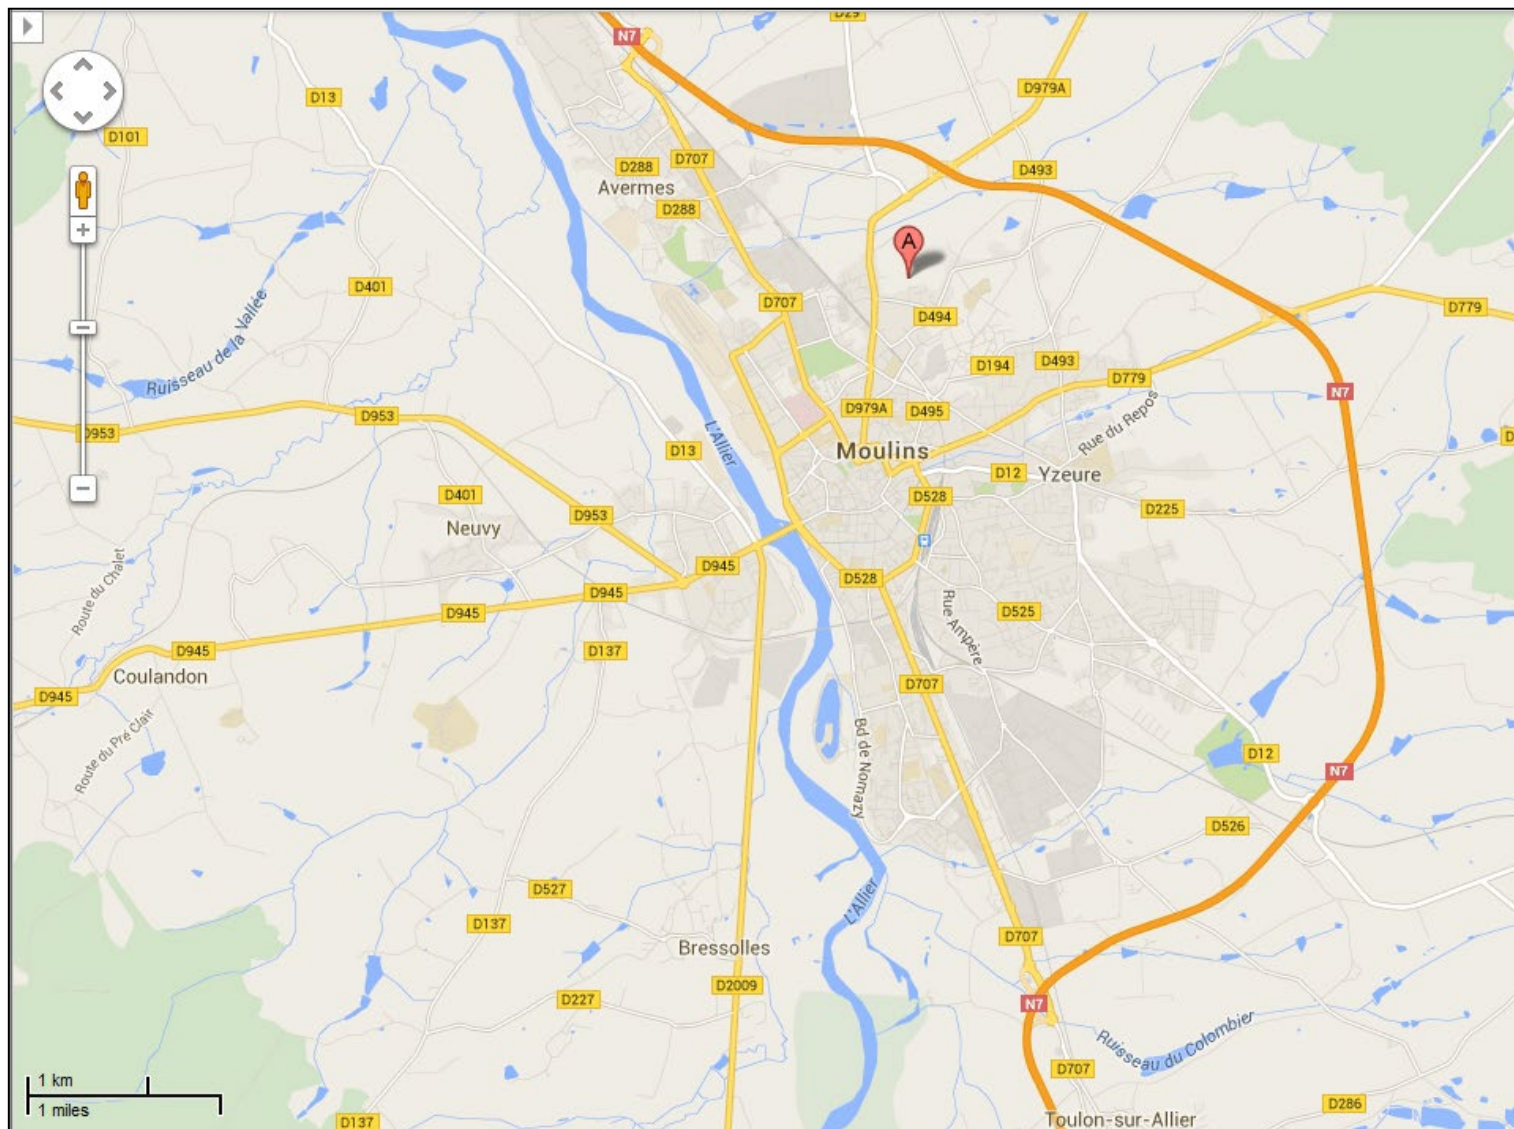 N7
D29
D979A
D13
D101
D288
D707
D493
Avermes
D288
A
D401
D707
D494
D779
Ruisseau de la Vallée
D194
D493
D779
N7
D953
D953
D979A
D495
L'Allier
D13
Moulins
Rue du Repos
D12
Yzeure
D401
D528
D225
Neuvy
D953
D945
D528
Route du Chalet
D945
D945
Rue Ampère
D525
D945
D137
Coulandon
D945
D707
Route du Pré Clair
Bd de Nomazy
D12
N7
D526
D527
L'Allier
D137
D707
Bressolles
D2009
D227
N7
Ruisseau du Colombier
D707
1 km
1 miles
D286
D137
Toulon-sur-Allier